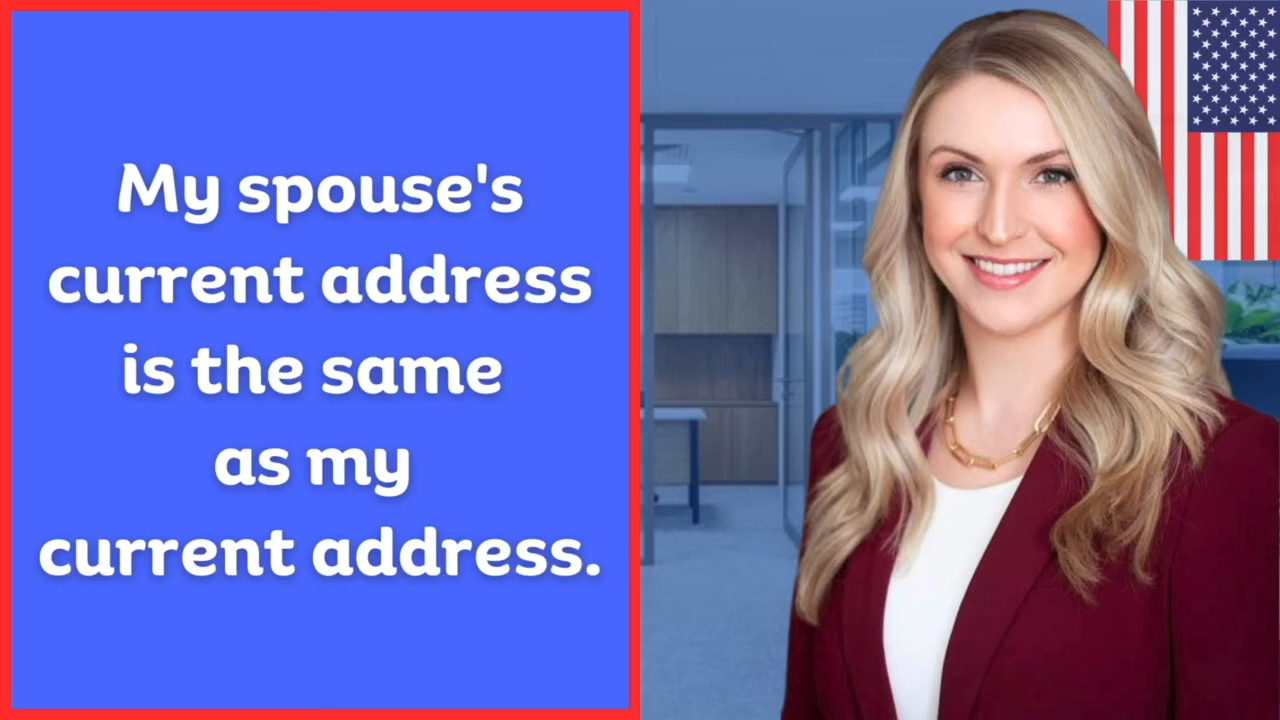 My spouse's
current address
is the same
as my
current address.